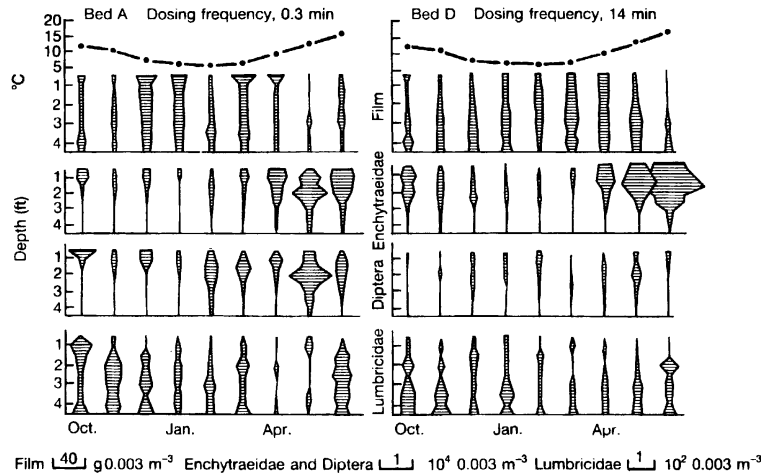 Bed A Dosing frequency, 0.3 min
Bed D Dosing frequency, 14 min
20
15
10
5
°C
1
2
3
4
Film
1
2
3
4
Enchytraeidae
Depth (ft)
1
2
3
4
Diptera
1
2
3
4
Lumbricidae
Oct. Jan. Apr.
Oct. Jan. Apr.
Film 40 g0.003 m⁻³ Enchytraeidae and Diptera 1 10⁴ 0.003 m⁻³ Lumbricidae 1 10² 0.003 m⁻³